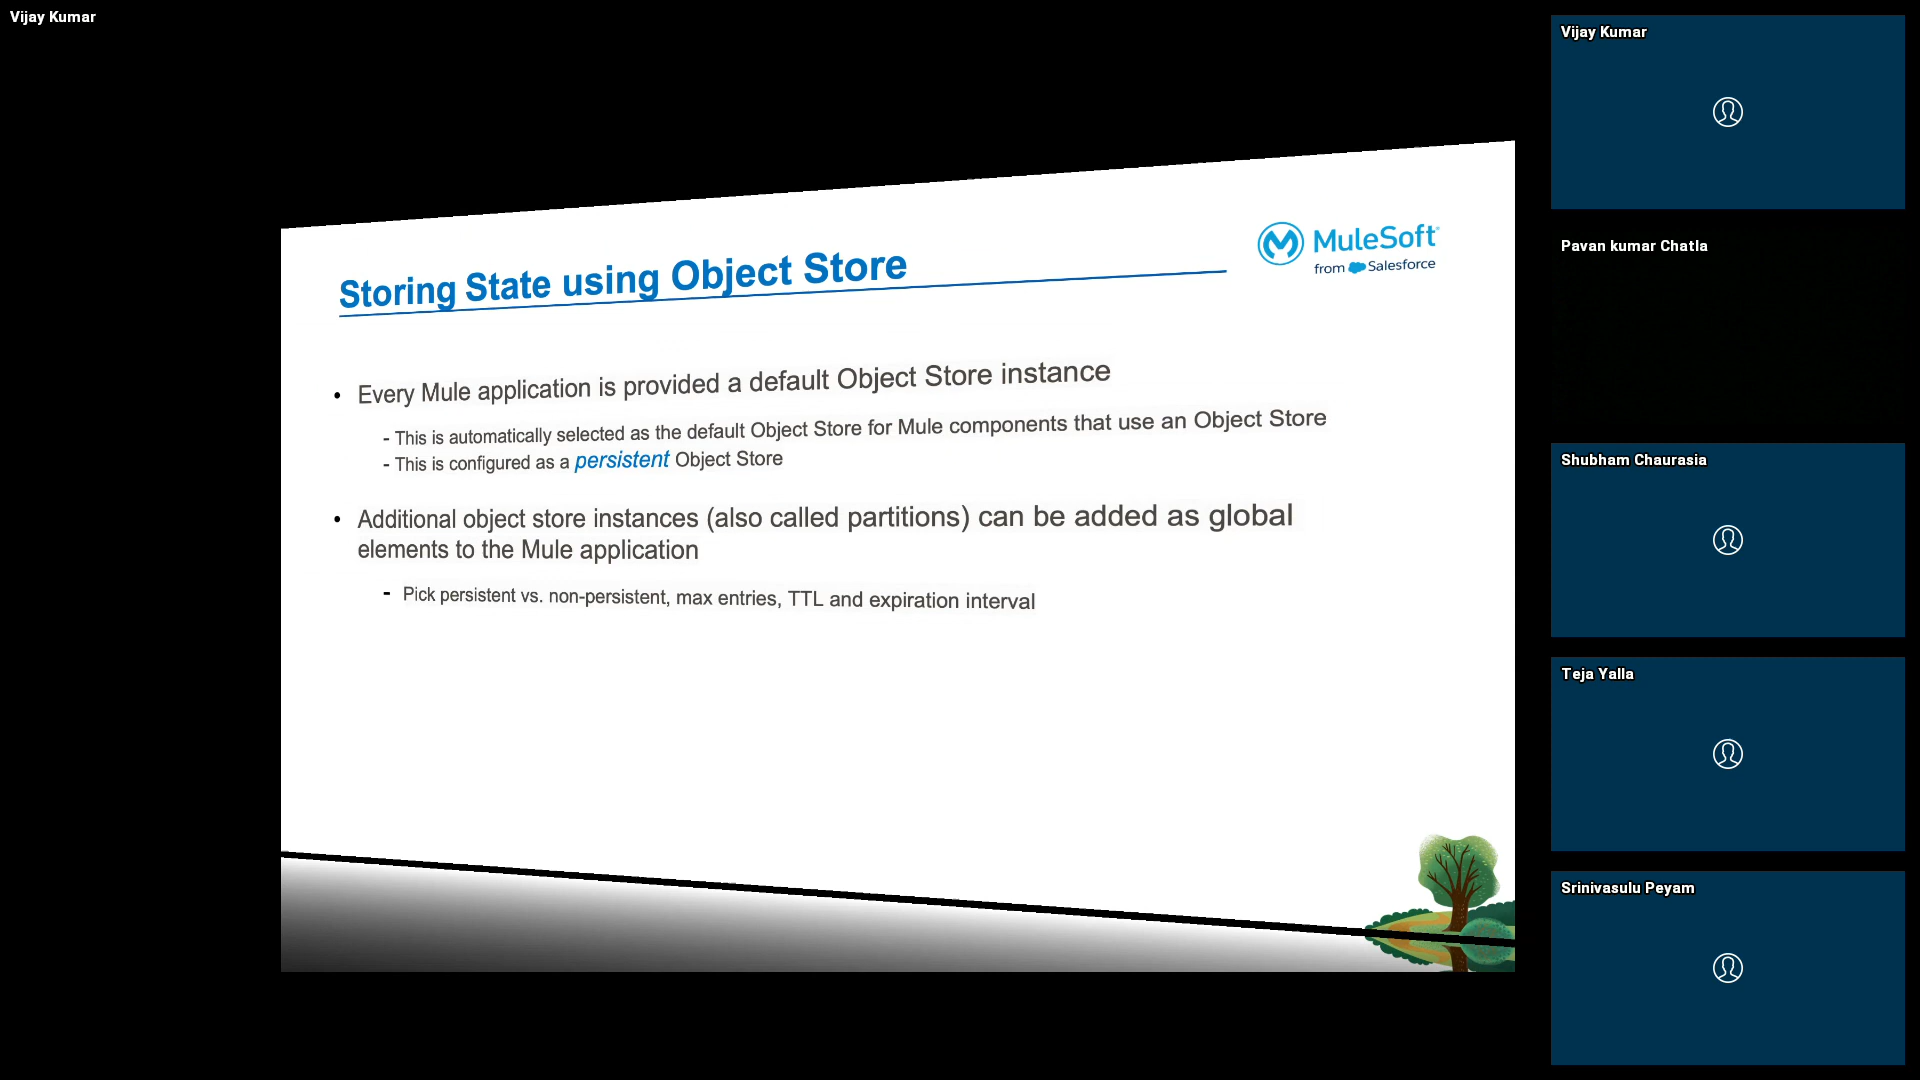 Vijay Kumar
Storing State using Object Store
MuleSoft
from Salesforce
• Every Mule application is provided a default Object Store instance
- This is automatically selected as the default Object Store for Mule components that use an Object Store
- This is configured as a persistent Object Store
• Additional object store instances (also called partitions) can be added as global
elements to the Mule application
- Pick persistent vs. non-persistent, max entries, TTL and expiration interval
Vijay Kumar
Pavan kumar Chatla
Shubham Chaurasia
Teja Yalla
Srinivasulu Peyam